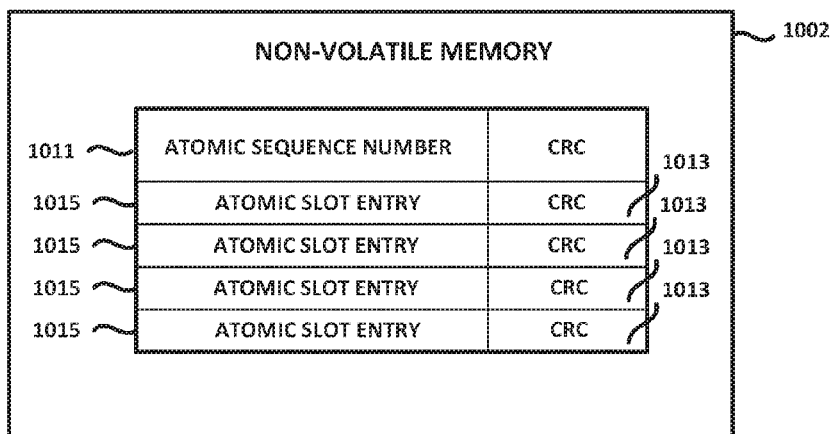 1002
NON-VOLATILE MEMORY
1011 ATOMIC SEQUENCE NUMBER CRC
1013
1015 ATOMIC SLOT ENTRY CRC
1013
1015 ATOMIC SLOT ENTRY CRC
1013
1015 ATOMIC SLOT ENTRY CRC
1013
1015 ATOMIC SLOT ENTRY CRC